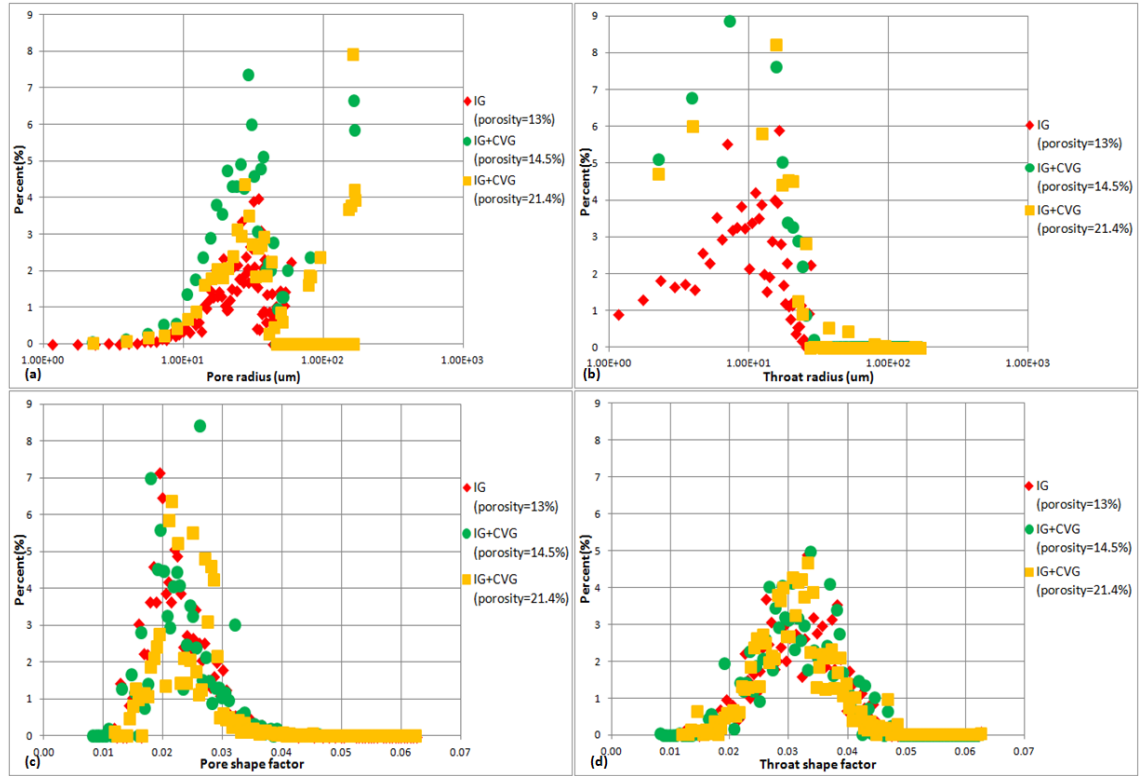 9
8
7
6
5
4
3
2
1
0
Percent(%)
1.00E+00
1.00E+01
1.00E+02
1.00E+03
(a)
Pore radius (um)
IG
(porosity=13%)
IG+CVG
(porosity=14.5%)
IG+CVG
(porosity=21.4%)
9
8
7
6
5
4
3
2
1
0
Percent(%)
1.00E+00
1.00E+01
1.00E+02
1.00E+03
(b)
Throat radius (um)
IG
(porosity=13%)
IG+CVG
(porosity=14.5%)
IG+CVG
(porosity=21.4%)
9
8
7
6
5
4
3
2
1
0
Percent(%)
0.00
0.01
0.02
0.03
0.04
0.05
0.06
0.07
(c)
Pore shape factor
IG
(porosity=13%)
IG+CVG
(porosity=14.5%)
IG+CVG
(porosity=21.4%)
9
8
7
6
5
4
3
2
1
0
Percent(%)
0.00
0.01
0.02
0.03
0.04
0.05
0.06
0.07
(d)
Throat shape factor
IG
(porosity=13%)
IG+CVG
(porosity=14.5%)
IG+CVG
(porosity=21.4%)